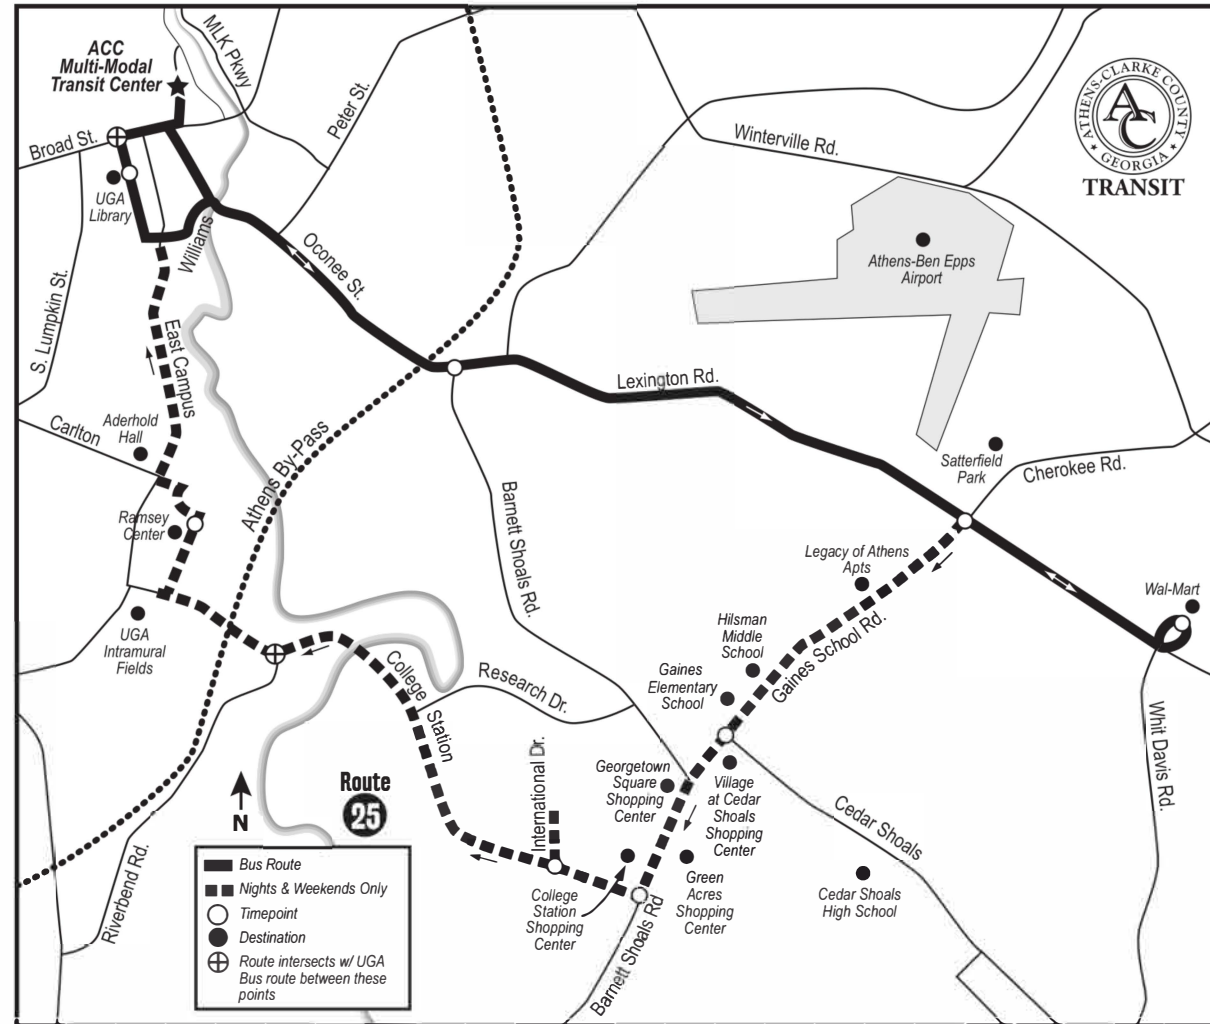 ACC
Multi-Modal
Transit Center
MLK Pkwy
Peter St.
Broad St.
UGA
Library
Williams
Oconee St.
S. Lumpkin St.
East Campus
Winterville Rd.
ATHENS-CLARKE COUNTY
AC
GEORGIA
TRANSIT
Athens-Ben Epps
Airport
Lexington Rd.
Carlton
Aderhold
Hall
Athens By-Pass
Ramsey
Center
Barnett Shoals Rd.
Satterfield
Park
Cherokee Rd.
Legacy of Athens
Apts
Wal-Mart
UGA
Intramural
Fields
Hilsman
Middle
School
Gaines School Rd.
Gaines
Elementary
School
College
Station
Research Dr.
Whit Davis Rd.
International Dr.
Georgetown
Square
Shopping
Center
Village
at Cedar
Shoals
Shopping
Center
Cedar Shoals
Cedar Shoals
High School
Green
Acres
Shopping
Center
College
Station
Shopping
Center
Barnett Shoals Rd
Riverbend Rd.
N
Route
25
Bus Route
Nights & Weekends Only
Timepoint
Destination
Route intersects w/ UGA
Bus route between these
points